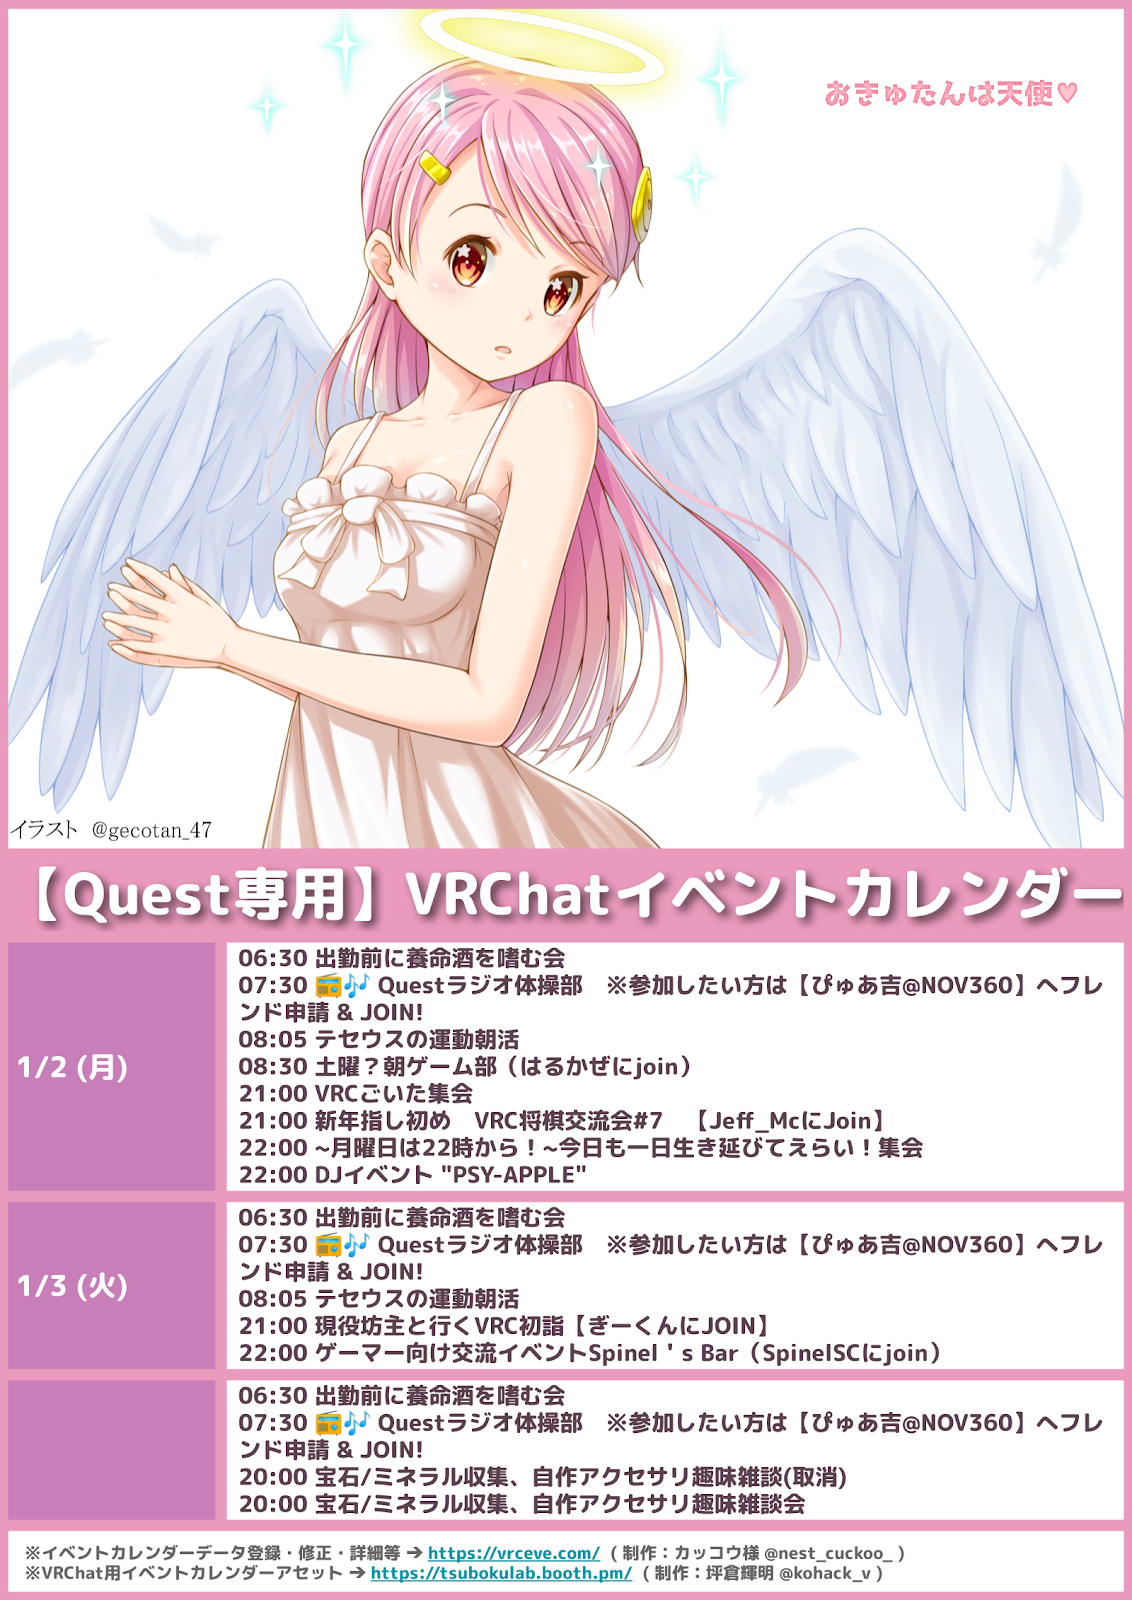 おきゅたんは天使♥
イラスト @gecotan_47
【Quest専用】VRChatイベントカレンダー
1/2 (月)
06:30 出勤前に養命酒を嗜む会
07:30 📻🎶 Questラジオ体操部　※参加したい方は【ぴゅあ吉@NOV360】へフレ
ンド申請 & JOIN!
08:05 テセウスの運動朝活
08:30 土曜？朝ゲーム部（はるかぜにjoin）
21:00 VRCごいた集会
21:00 新年指し初め　VRC将棋交流会#7　【Jeff_McにJoin】
22:00 ~月曜日は22時から！~今日も一日生き延びてえらい！集会
22:00 DJイベント "PSY-APPLE"
1/3 (火)
06:30 出勤前に養命酒を嗜む会
07:30 📻🎶 Questラジオ体操部　※参加したい方は【ぴゅあ吉@NOV360】へフレ
ンド申請 & JOIN!
08:05 テセウスの運動朝活
21:00 現役坊主と行くVRC初詣【ぎーくんにJOIN】
22:00 ゲーマー向け交流イベントSpinel ' s Bar（SpinelSCにjoin）
06:30 出勤前に養命酒を嗜む会
07:30 📻🎶 Questラジオ体操部　※参加したい方は【ぴゅあ吉@NOV360】へフレ
ンド申請 & JOIN!
20:00 宝石/ミネラル収集、自作アクセサリ趣味雑談(取消)
20:00 宝石/ミネラル収集、自作アクセサリ趣味雑談会
※イベントカレンダーデータ登録・修正・詳細等 ➔ https://vrceve.com/ （ 制作：カッコウ様 @nest_cuckoo_ ）
※VRChat用イベントカレンダーアセット ➔ https://tsubokulab.booth.pm/ （ 制作：坪倉輝明 @kohack_v ）